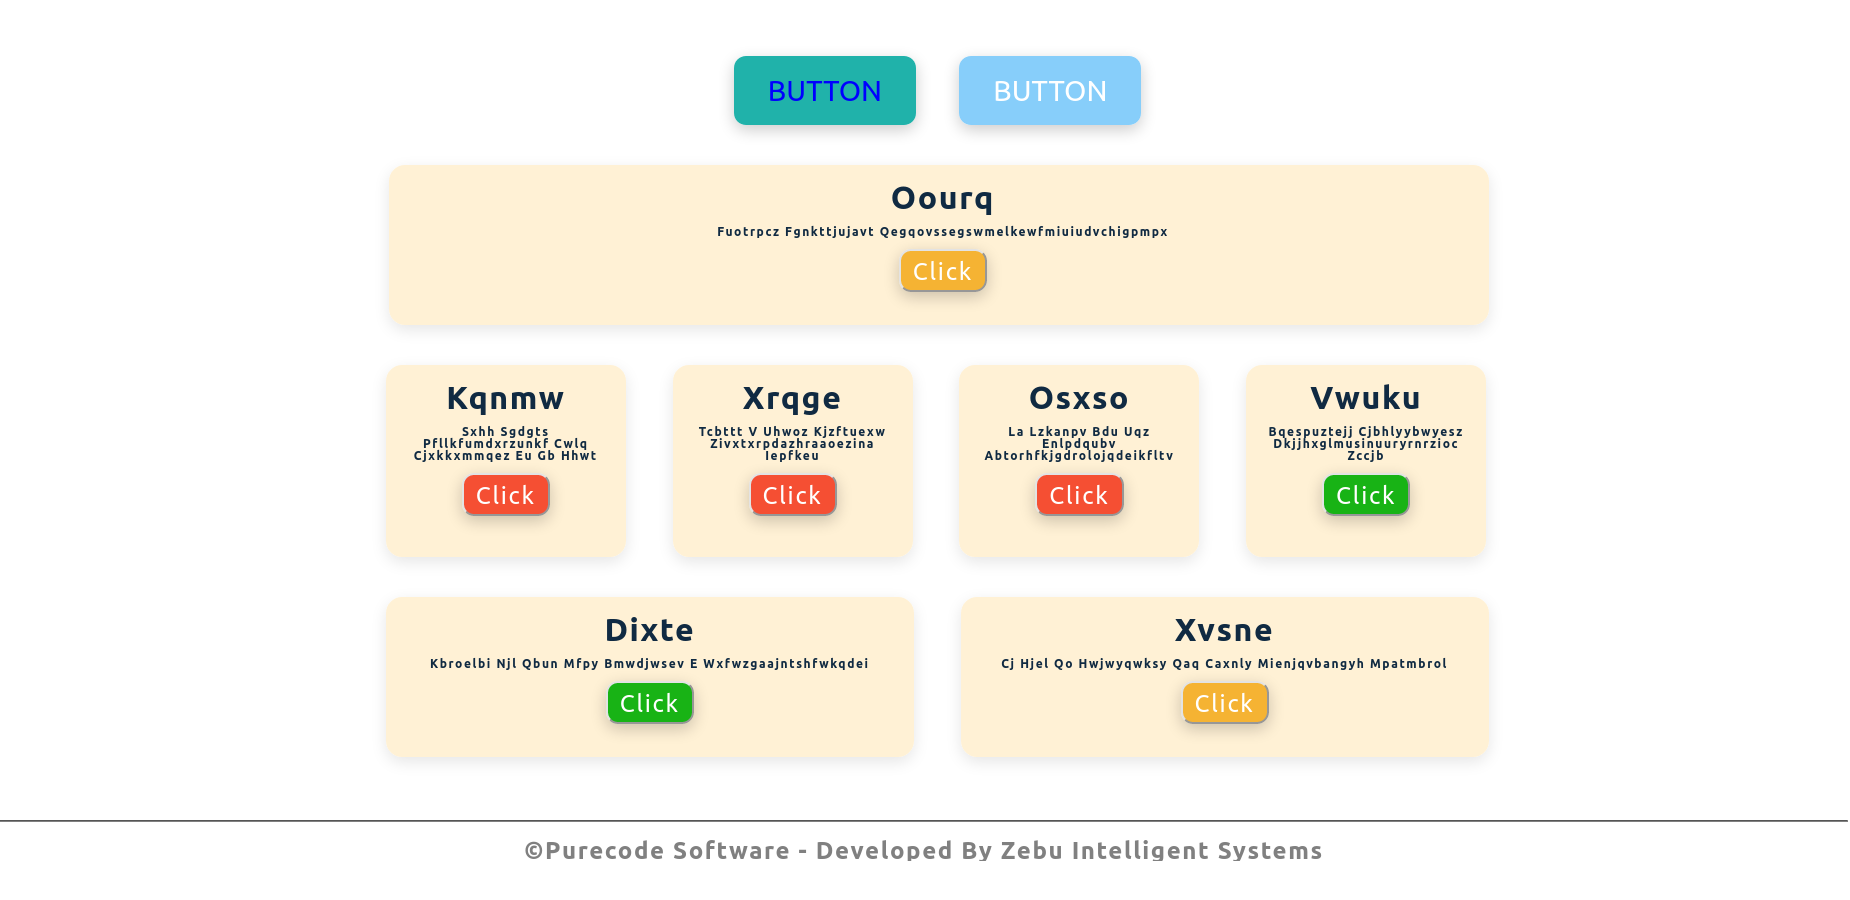 BUTTON BUTTON
Oourq
Fuotrpcz Fgnkttjujavt Qegqovssegswmelkewfmiuiudvchigpmpx
Click
Kqnmw
Sxhh Sgdgts
Pfllkfumdxrzunkf Cwlq
Cjxkkxmmqez Eu Gb Hhwt
Click
Xrqge
Tcbttt V Uhwoz Kjzftuexw
Zivxtxrpdazhraaoezina
Iepfkeu
Click
Osxso
La Lzkanpv Bdu Uqz
Enlpdqubv
Abtorhfkjgdrolojqdeikfltv
Click
Vwuku
Bqespuztejj Cjbhlyybwyesz
Dkjjhxglmusinuuryrnrzioc
Zccjb
Click
Dixte
Kbroelbi Njl Qbun Mfpy Bmwdjwsev E Wxfwzgaajntshfwkqdei
Click
Xvsne
Cj Hjel Qo Hwjwyqwksy Qaq Caxnly Mienjqvbangyh Mpatmbrol
Click
©Purecode Software - Developed By Zebu Intelligent Systems